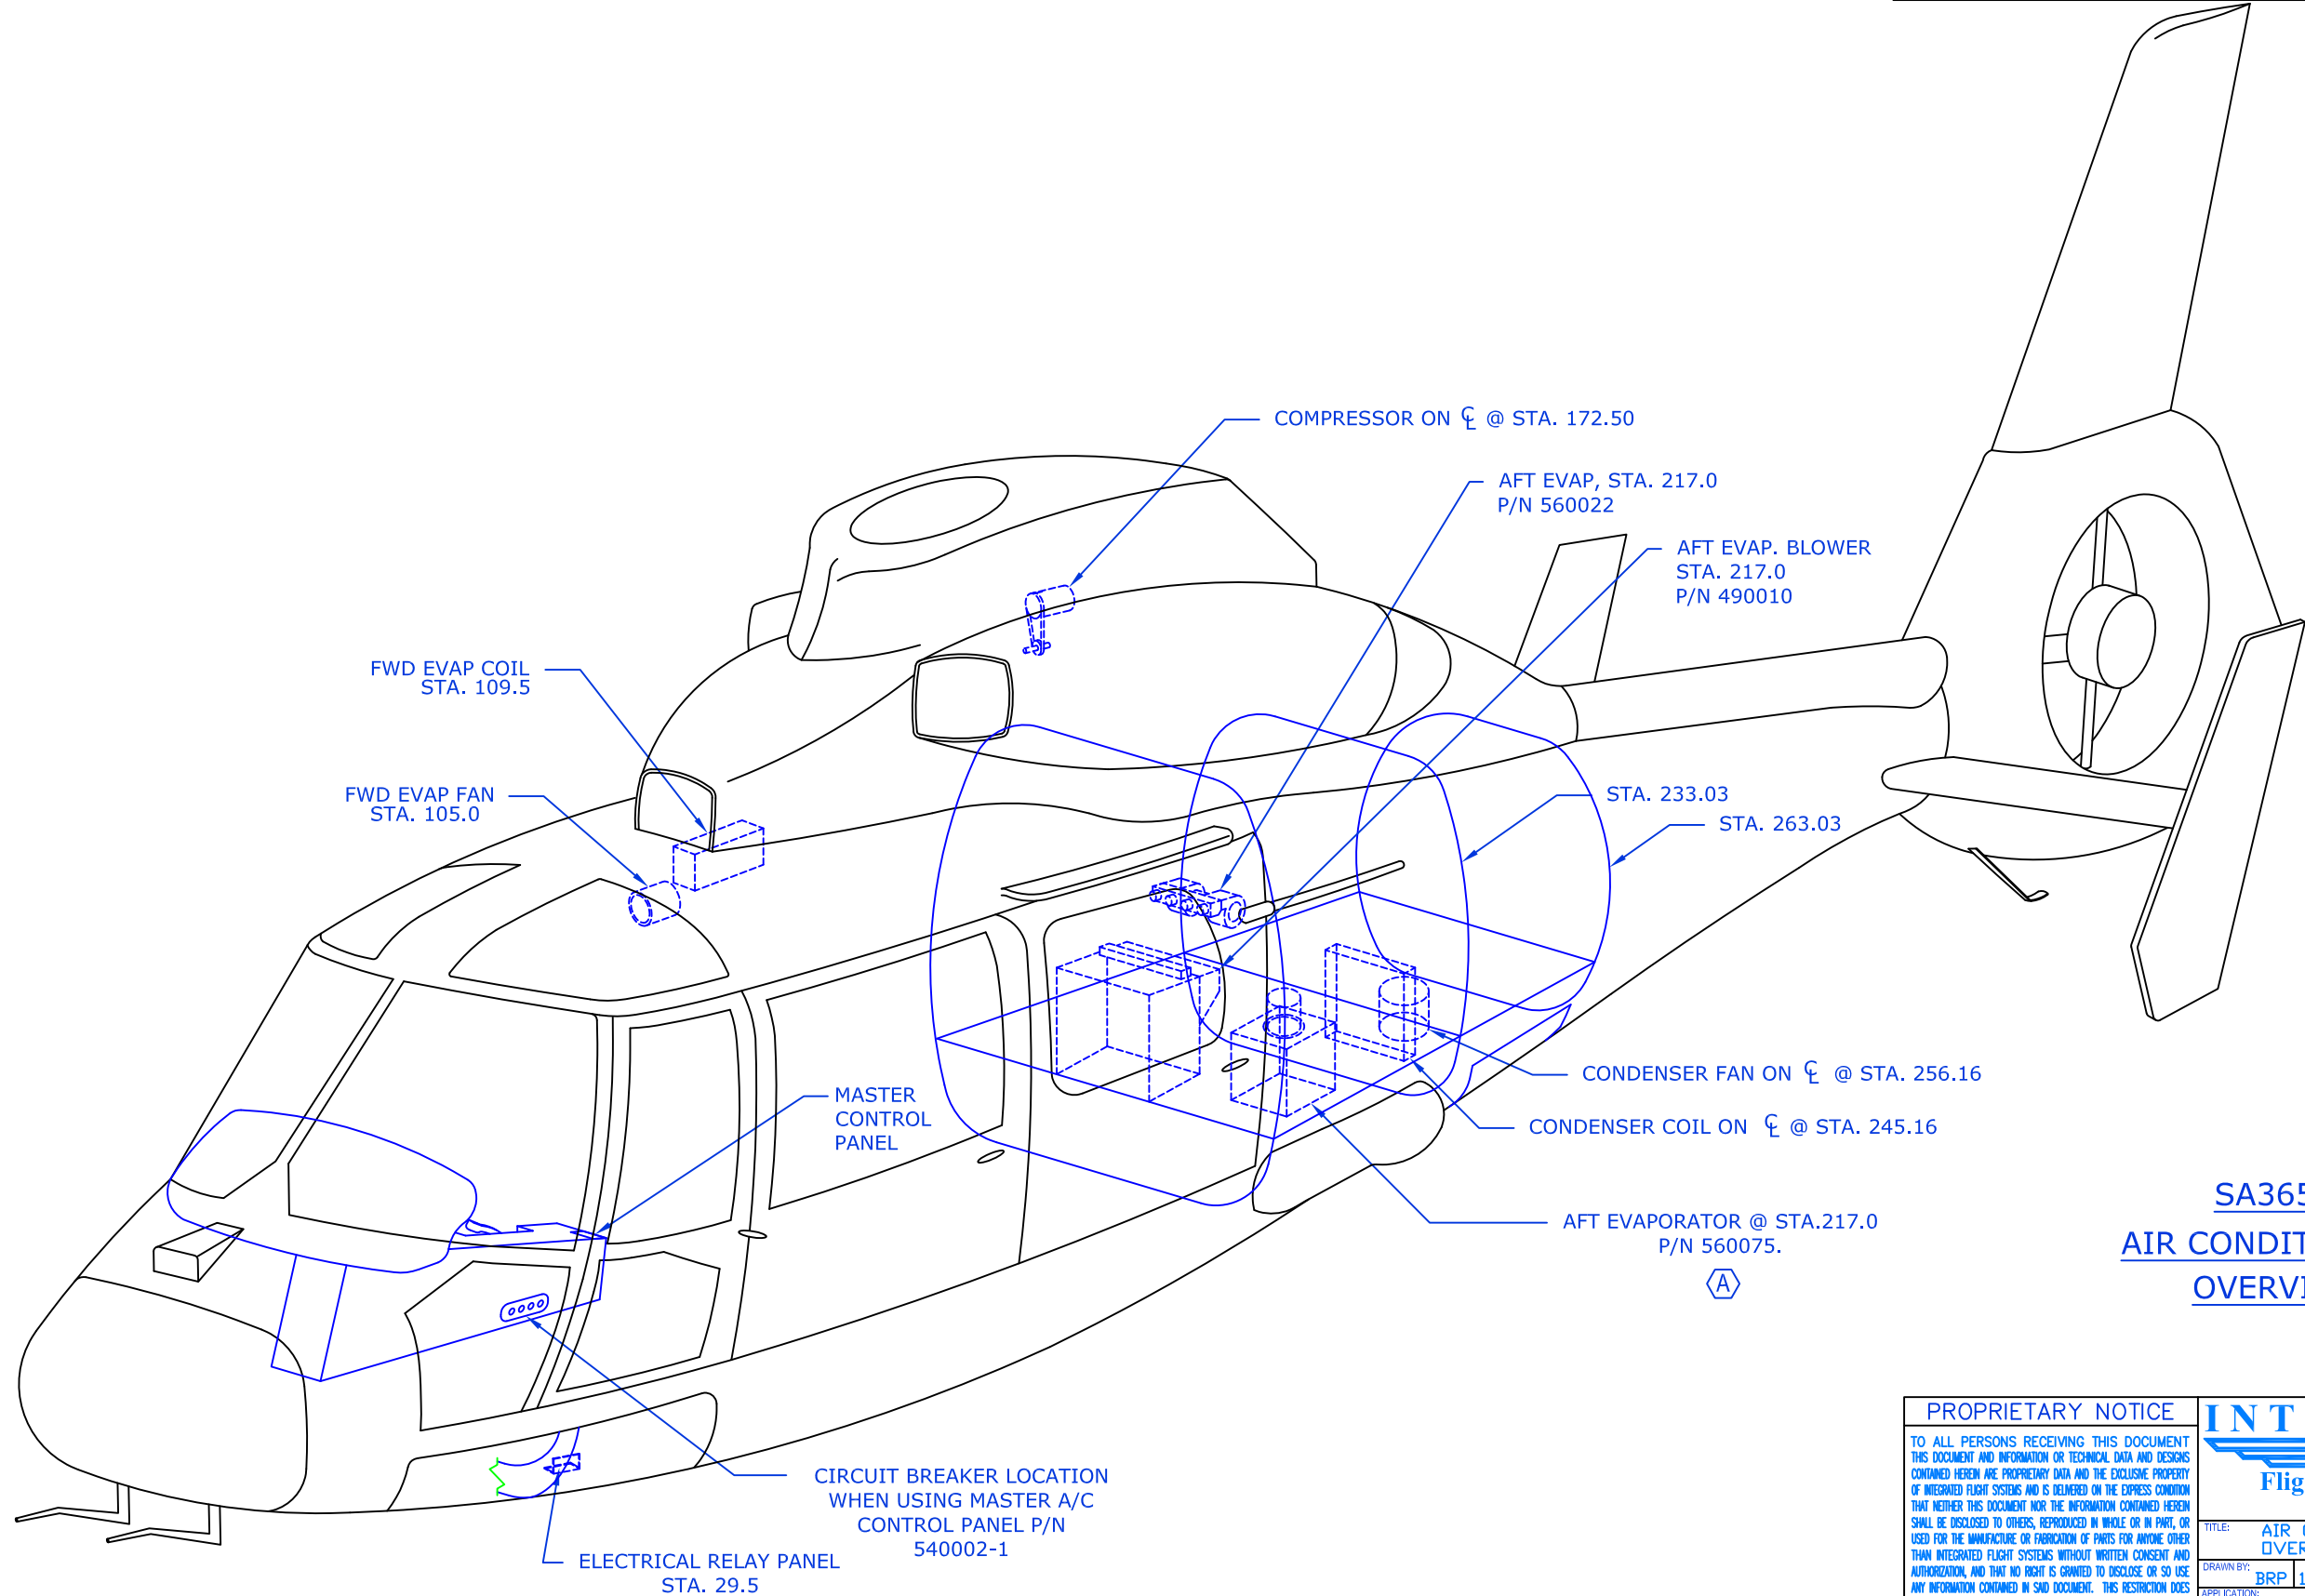 COMPRESSOR ON ℄ @ STA. 172.50
AFT EVAP, STA. 217.0
P/N 560022
AFT EVAP. BLOWER
STA. 217.0
P/N 490010
FWD EVAP COIL
STA. 109.5
FWD EVAP FAN
STA. 105.0
STA. 233.03
STA. 263.03
CONDENSER FAN ON ℄ @ STA. 256.16
CONDENSER COIL ON ℄ @ STA. 245.16
MASTER
CONTROL
PANEL
AFT EVAPORATOR @ STA.217.0
P/N 560075.
A
SA365
AIR CONDIT
OVERVI
CIRCUIT BREAKER LOCATION
WHEN USING MASTER A/C
CONTROL PANEL P/N
540002-1
ELECTRICAL RELAY PANEL
STA. 29.5
PROPRIETARY NOTICE
TO ALL PERSONS RECEIVING THIS DOCUMENT
THIS DOCUMENT AND INFORMATION OR TECHNICAL DATA AND DESIGNS
CONTAINED HEREIN ARE PROPRIETARY DATA AND THE EXCLUSIVE PROPERTY
OF INTEGRATED FLIGHT SYSTEMS AND IS DELIVERED ON THE EXPRESS CONDITION
THAT NEITHER THIS DOCUMENT NOR THE INFORMATION CONTAINED HEREIN
SHALL BE DISCLOSED TO OTHERS, REPRODUCED IN WHOLE OR IN PART, OR
USED FOR THE MANUFACTURE OR FABRICATION OF PARTS FOR ANYONE OTHER
THAN INTEGRATED FLIGHT SYSTEMS WITHOUT WRITTEN CONSENT AND
AUTHORIZATION, AND THAT NO RIGHT IS GRANTED TO DISCLOSE OR SO USE
ANY INFORMATION CONTAINED IN SAID DOCUMENT. THIS RESTRICTION DOES
INT
Flig
TITLE: AIR
OVER
DRAWN BY: BRP 1
APPLICATION: